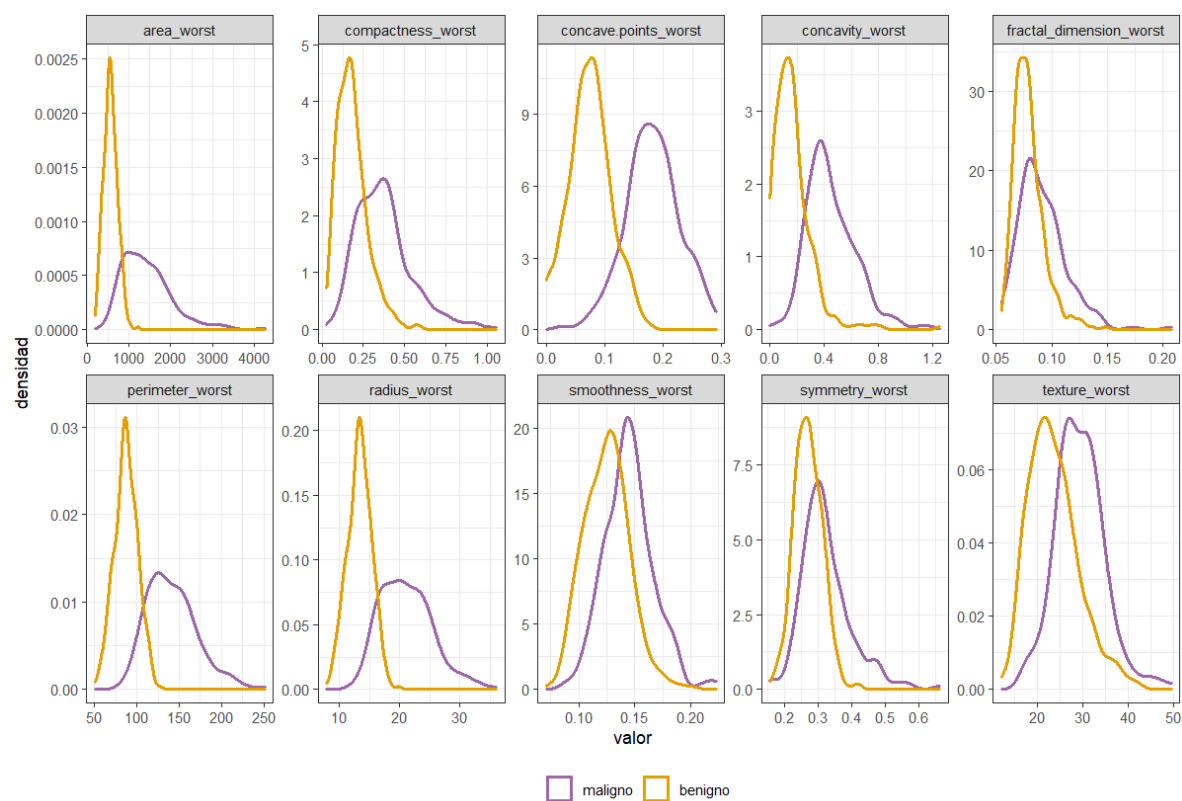 area_worst
compactness_worst
concave.points_worst
concavity_worst
fractal_dimension_worst
0.0025
0.0020
0.0015
0.0010
0.0005
0.0000
0 1000 2000 3000 4000
5
4
3
2
1
0
0.00 0.25 0.50 0.75 1.00
9
6
3
0
0.0 0.1 0.2 0.3
3
2
1
0
0.0 0.4 0.8 1.2
30
20
10
0
0.05 0.10 0.15 0.20
densidad
perimeter_worst
radius_worst
smoothness_worst
symmetry_worst
texture_worst
0.03
0.02
0.01
0.00
50 100 150 200 250
0.20
0.15
0.10
0.05
0.00
10 20 30
20
15
10
5
0
0.10 0.15 0.20
7.5
5.0
2.5
0.0
0.2 0.3 0.4 0.5 0.6
0.06
0.04
0.02
0.00
20 30 40 50
valor
maligno benigno